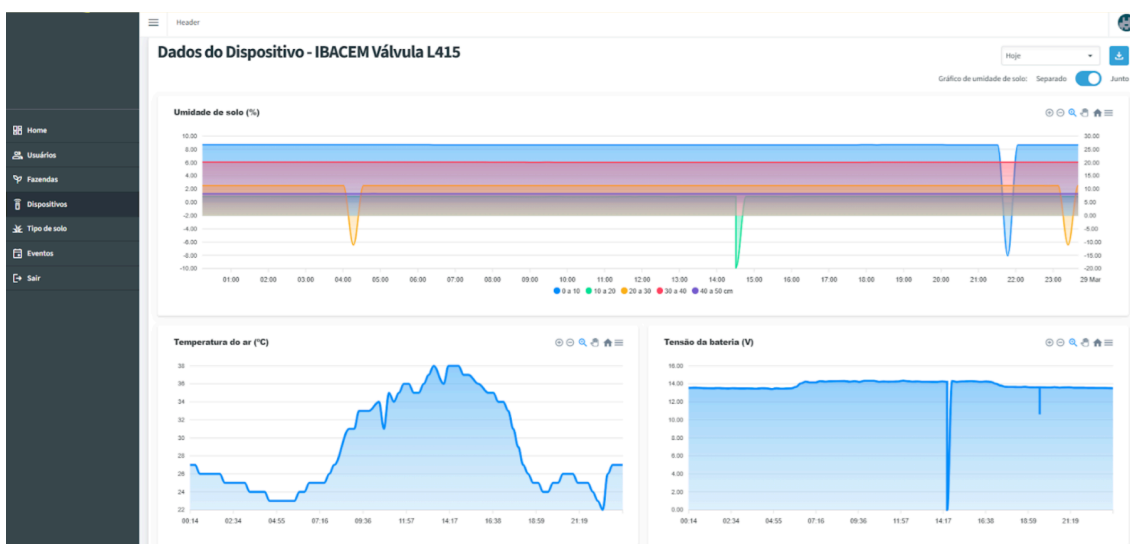 Header
Dados do Dispositivo - IBACEM Válvula L415
Hoje
Gráfico de umidade de solo: Separado Junto
Home
Usuários
Fazendas
Dispositivos
Tipo de solo
Eventos
Sair
Umidade de solo (%)
10.00 30.00
8.00 25.00
6.00 20.00
4.00 15.00
2.00 10.00
0.00 5.00
-2.00 0.00
-4.00 -5.00
-6.00 -10.00
-8.00 -15.00
-10.00 -20.00
01:00 02:00 03:00 04:00 05:00 06:00 07:00 08:00 09:00 10:00 11:00 12:00 13:00 14:00 15:00 16:00 17:00 18:00 19:00 20:00 21:00 22:00 23:00 29 Mar
0 a 10 10 a 20 20 a 30 30 a 40 40 a 50 cm
Temperatura do ar (ºC)
38
36
34
32
30
28
26
24
22
00:14 02:34 04:55 07:16 09:36 11:57 14:17 16:38 18:59 21:19
Tensão da bateria (V)
16.00
14.00
12.00
10.00
8.00
6.00
4.00
2.00
0.00
00:14 02:34 04:55 07:16 09:36 11:57 14:17 16:38 18:59 21:19